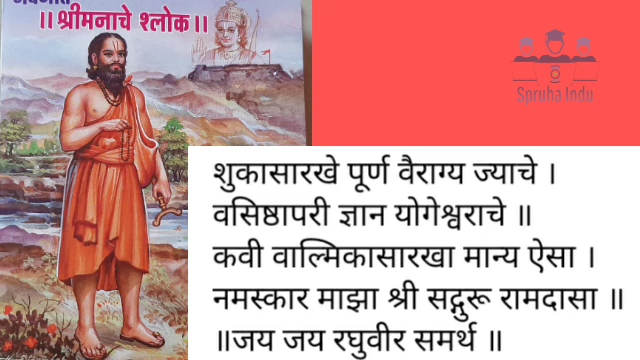 ॥श्रीमनाचे श्लोक॥
Spruha Indu
शुकासारखे पूर्ण वैराग्य ज्याचे ।
वसिष्ठापरी ज्ञान योगेश्वराचे ॥
कवी वाल्मिकासारखा मान्य ऐसा ।
नमस्कार माझा श्री सद्गुरू रामदासा ॥
॥जय जय रघुवीर समर्थ ॥